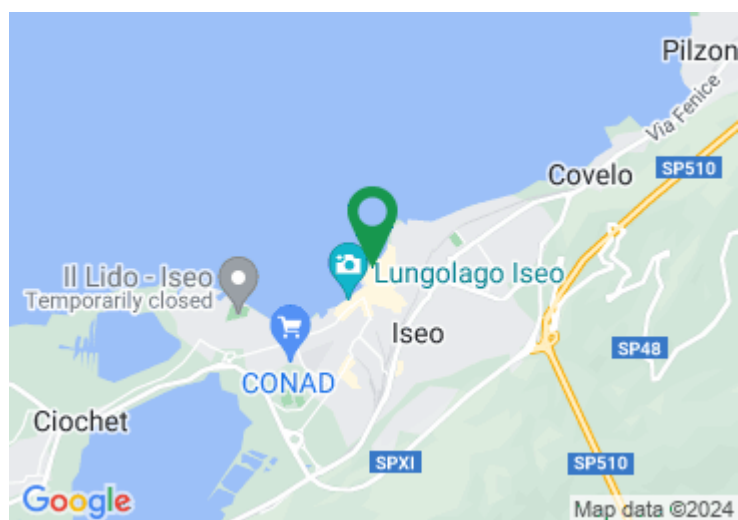 Pilzon
Via Fenice
SP510
Covelo
Il Lido - Iseo
Temporarily closed
Lungolago Iseo
Iseo
CONAD
SP48
Ciochet
SPXI
SP510
Google
Map data ©2024